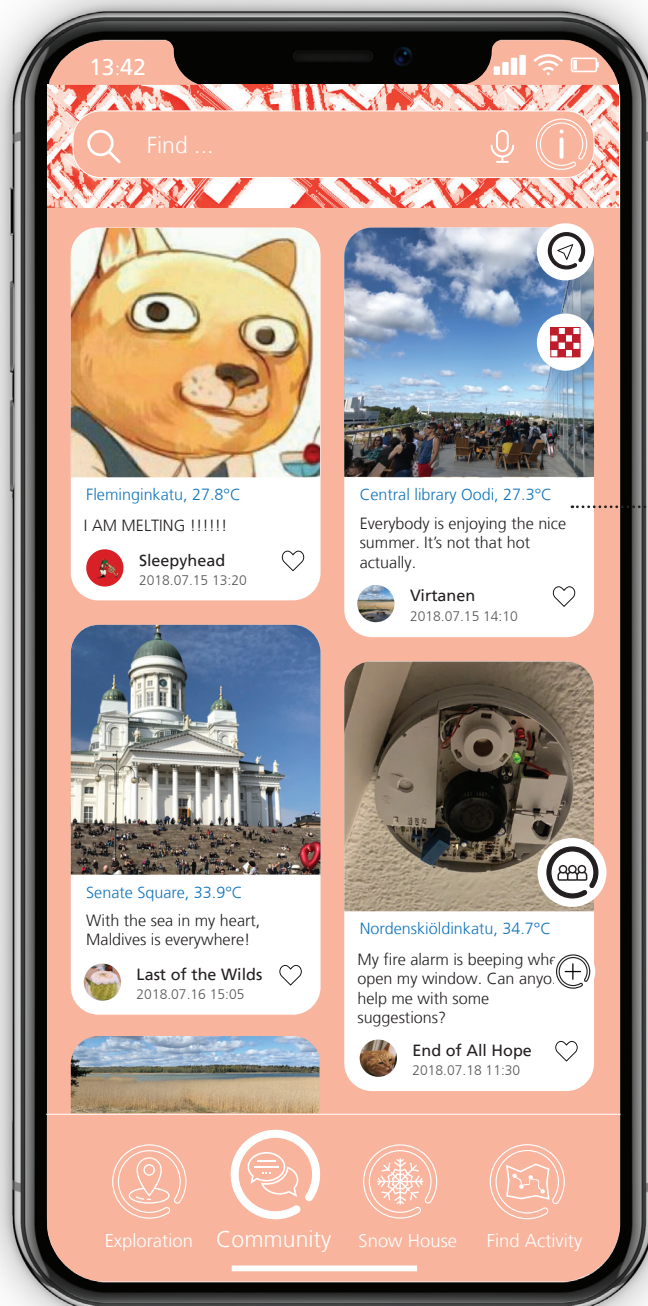 13:42
Find ...
i
Fleminginkatu, 27.8°C
I AM MELTING !!!!!!
Sleepyhead
2018.07.15 13:20
Central library Oodi, 27.3°C
Everybody is enjoying the nice
summer. It's not that hot
actually.
Virtanen
2018.07.15 14:10
Senate Square, 33.9°C
With the sea in my heart,
Maldives is everywhere!
Last of the Wilds
2018.07.16 15:05
Nordenskiöldinkatu, 34.7°C
My fire alarm is beeping
open my window. Can
help me with some
suggestions?
End of All Hope
2018.07.18 11:30
Exploration
Community
Snow House
Find Activity